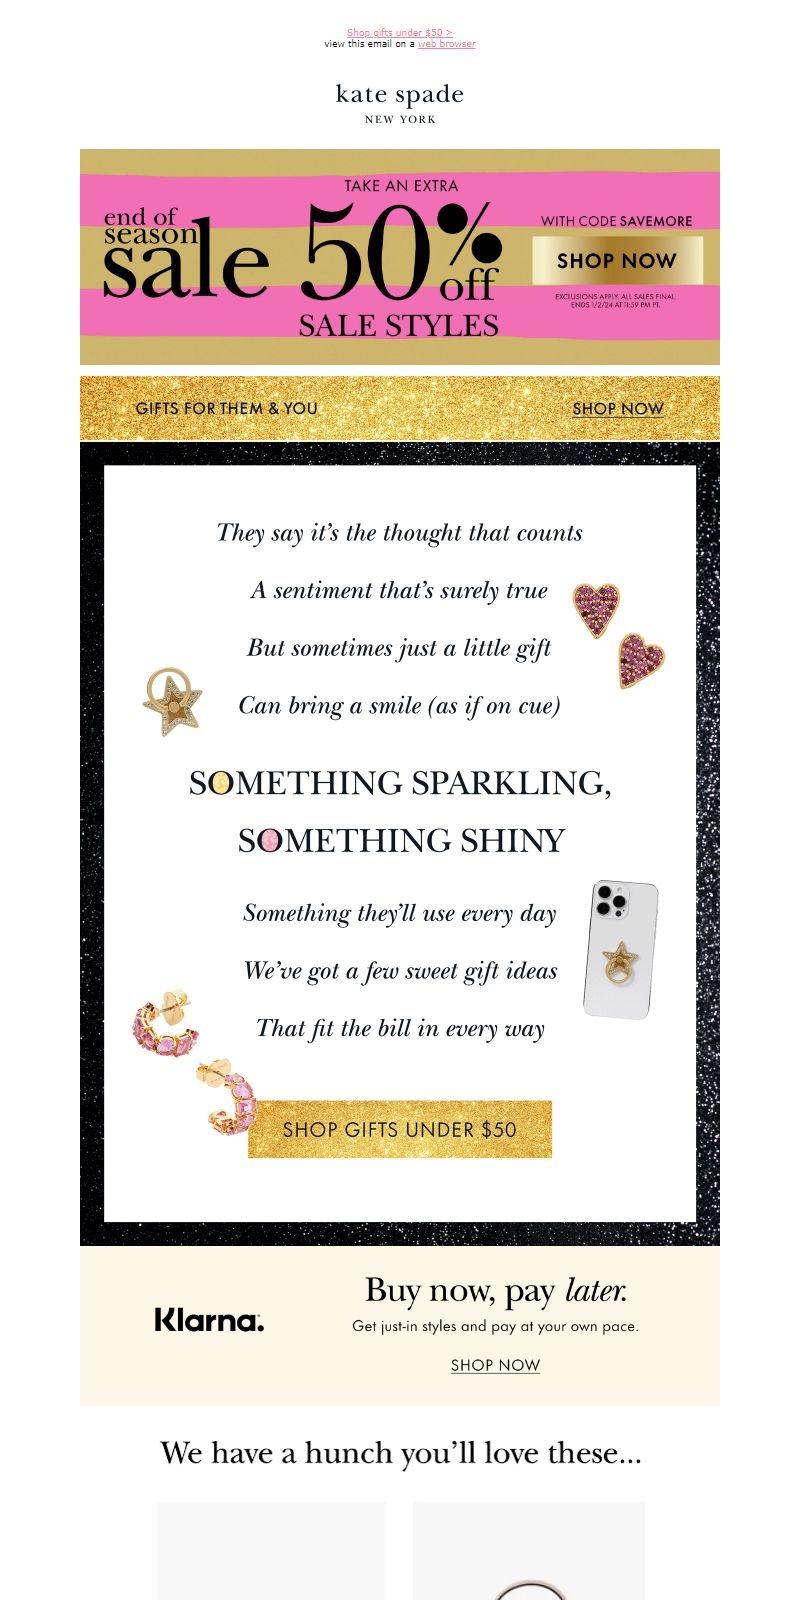 Shop gifts under $50 >
view this email on a web browser
kate spade
NEW YORK
end of
season
sale
TAKE AN EXTRA
50%
off
SALE STYLES
WITH CODE SAVEMORE
SHOP NOW
EXCLUSIONS APPLY. ALL SALES FINAL.
ENDS 1/2/24 AT 11:59 PM PT.
GIFTS FOR THEM & YOU
SHOP NOW
They say it’s the thought that counts
A sentiment that’s surely true
But sometimes just a little gift
Can bring a smile (as if on cue)
SOMETHING SPARKLING,
SOMETHING SHINY
Something they’ll use every day
We’ve got a few sweet gift ideas
That fit the bill in every way
SHOP GIFTS UNDER $50
Klarna.
Buy now, pay later.
Get just-in styles and pay at your own pace.
SHOP NOW
We have a hunch you’ll love these...